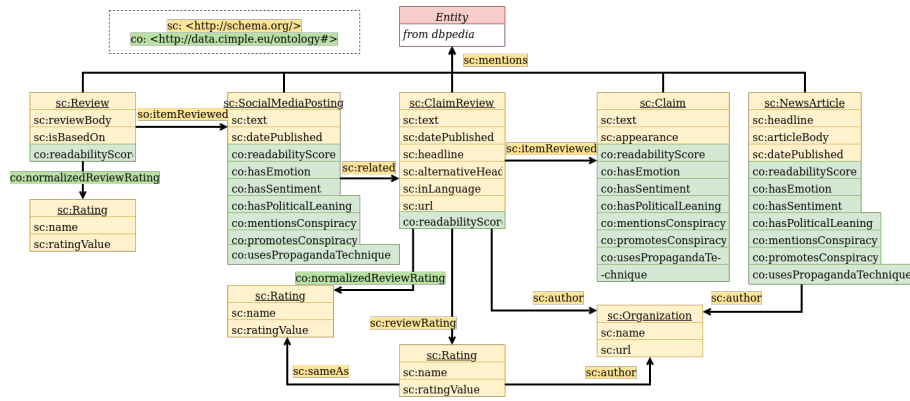 sc: <http://schema.org/>
co: <http://data.cimple.eu/ontology#>
Entity
from dbpedia
sc:mentions
sc:Review
sc:reviewBody
sc:isBasedOn
co:readabilityScor
so:itemReviewed
co:normalizedReviewRating
sc:Rating
sc:name
sc:ratingValue
sc:SocialMediaPosting
sc:text
sc:datePublished
co:readabilityScore
co:hasEmotion
co:hasSentiment
co:hasPoliticalLeaning
co:mentionsConspiracy
co:promotesConspiracy
co:usesPropagandaTechnique
sc:related
sc:ClaimReview
sc:text
sc:datePublished
sc:headline
sc:alternativeHead
sc:inLanguage
sc:url
co:readabilityScor
sc:itemReviewed
sc:Claim
sc:text
sc:appearance
co:readabilityScore
co:hasEmotion
co:hasSentiment
co:hasPoliticalLeaning
co:mentionsConspiracy
co:promotesConspiracy
co:usesPropagandaTe-
-chnique
sc:NewsArticle
sc:headline
sc:articleBody
sc:datePublished
co:readabilityScore
co:hasEmotion
co:hasSentiment
co:hasPoliticalLeaning
co:mentionsConspiracy
co:promotesConspiracy
co:usesPropagandaTechnique
co:normalizedReviewRating
sc:Rating
sc:name
sc:ratingValue
sc:reviewRating
sc:author
sc:author
sc:Organization
sc:name
sc:url
sc:sameAs
sc:Rating
sc:name
sc:ratingValue
sc:author